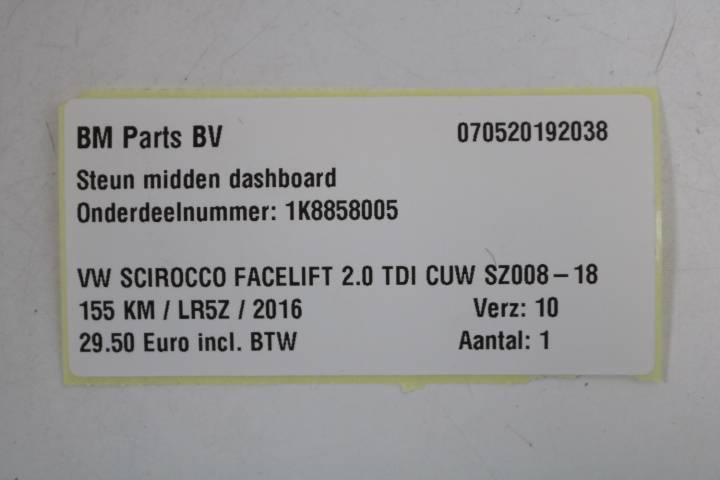 BM Parts BV 070520192038
Steun midden dashboard
Onderdeelnummer: 1K8858005
VW SCIROCCO FACELIFT 2.0 TDI CUW SZ008-18
155 KM / LR5Z / 2016 Verz: 10
29.50 Euro incl. BTW Aantal: 1